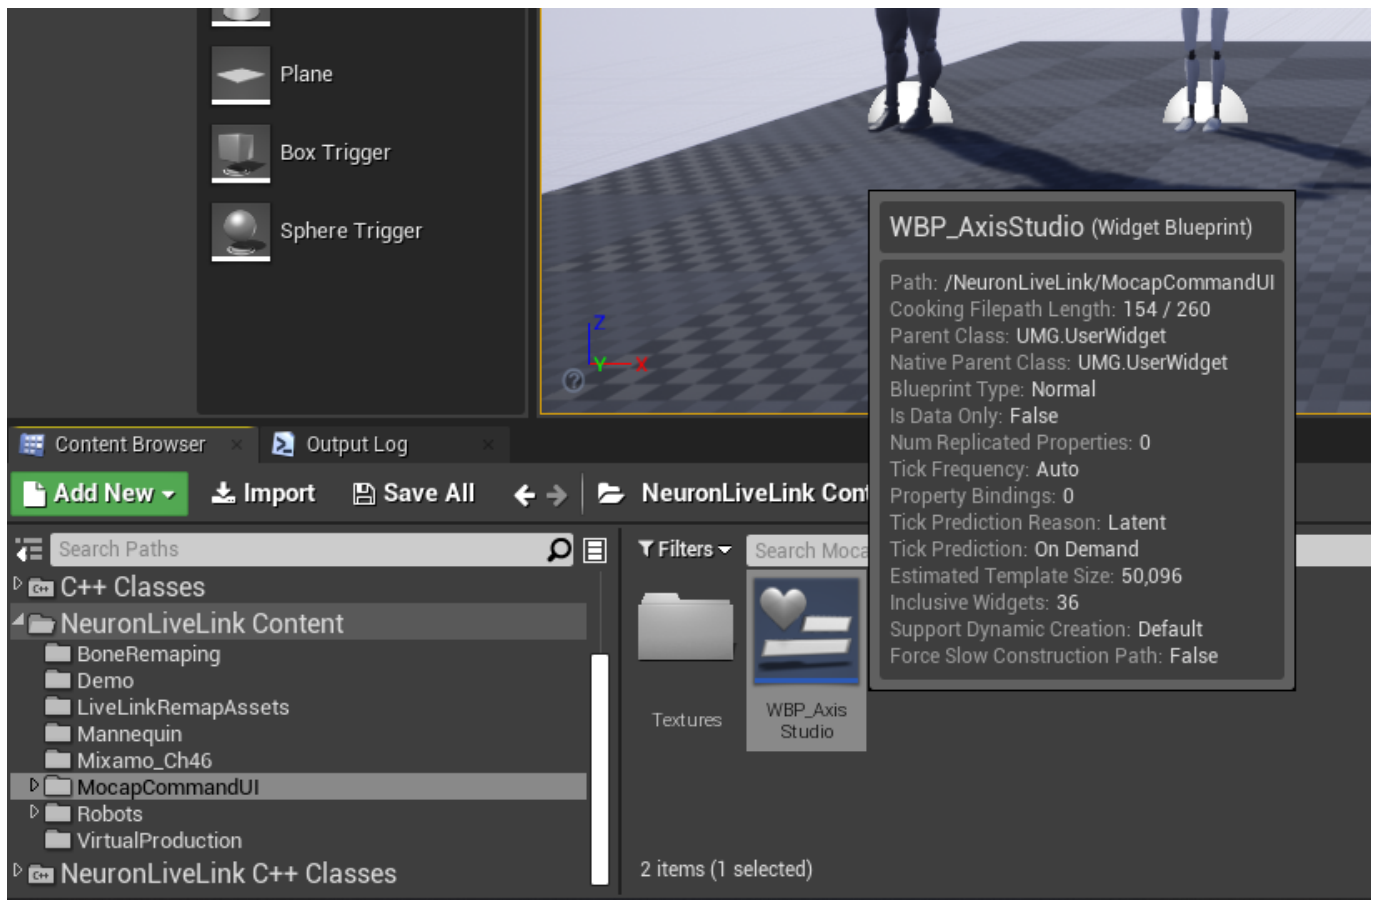 Plane
Box Trigger
Sphere Trigger
Z
Y
X
?
WBP_AxisStudio (Widget Blueprint)
Path: /NeuronLiveLink/MocapCommandUI
Cooking Filepath Length: 154 / 260
Parent Class: UMG.UserWidget
Native Parent Class: UMG.UserWidget
Blueprint Type: Normal
Is Data Only: False
Num Replicated Properties: 0
Tick Frequency: Auto
Property Bindings: 0
Tick Prediction Reason: Latent
Tick Prediction: On Demand
Estimated Template Size: 50,096
Inclusive Widgets: 36
Support Dynamic Creation: Default
Force Slow Construction Path: False
Content Browser
Output Log
Add New
Import
Save All
NeuronLiveLink Cont
Search Paths
C++ Classes
NeuronLiveLink Content
BoneRemaping
Demo
LiveLinkRemapAssets
Mannequin
Mixamo_Ch46
MocapCommandUI
Robots
VirtualProduction
NeuronLiveLink C++ Classes
Filters
Search Moca
Textures
WBP_Axis
Studio
2 items (1 selected)